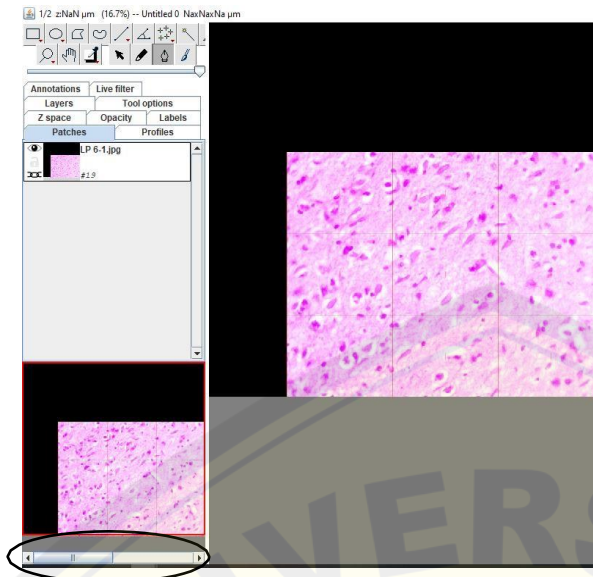 1/2 z:NaN µm (16.7%) -- Untitled 0 NaxNaxNa µm
Annotations Live filter
Layers Tool options
Z space Opacity Labels
Patches Profiles
LP 6-1.jpg
#19
VERS